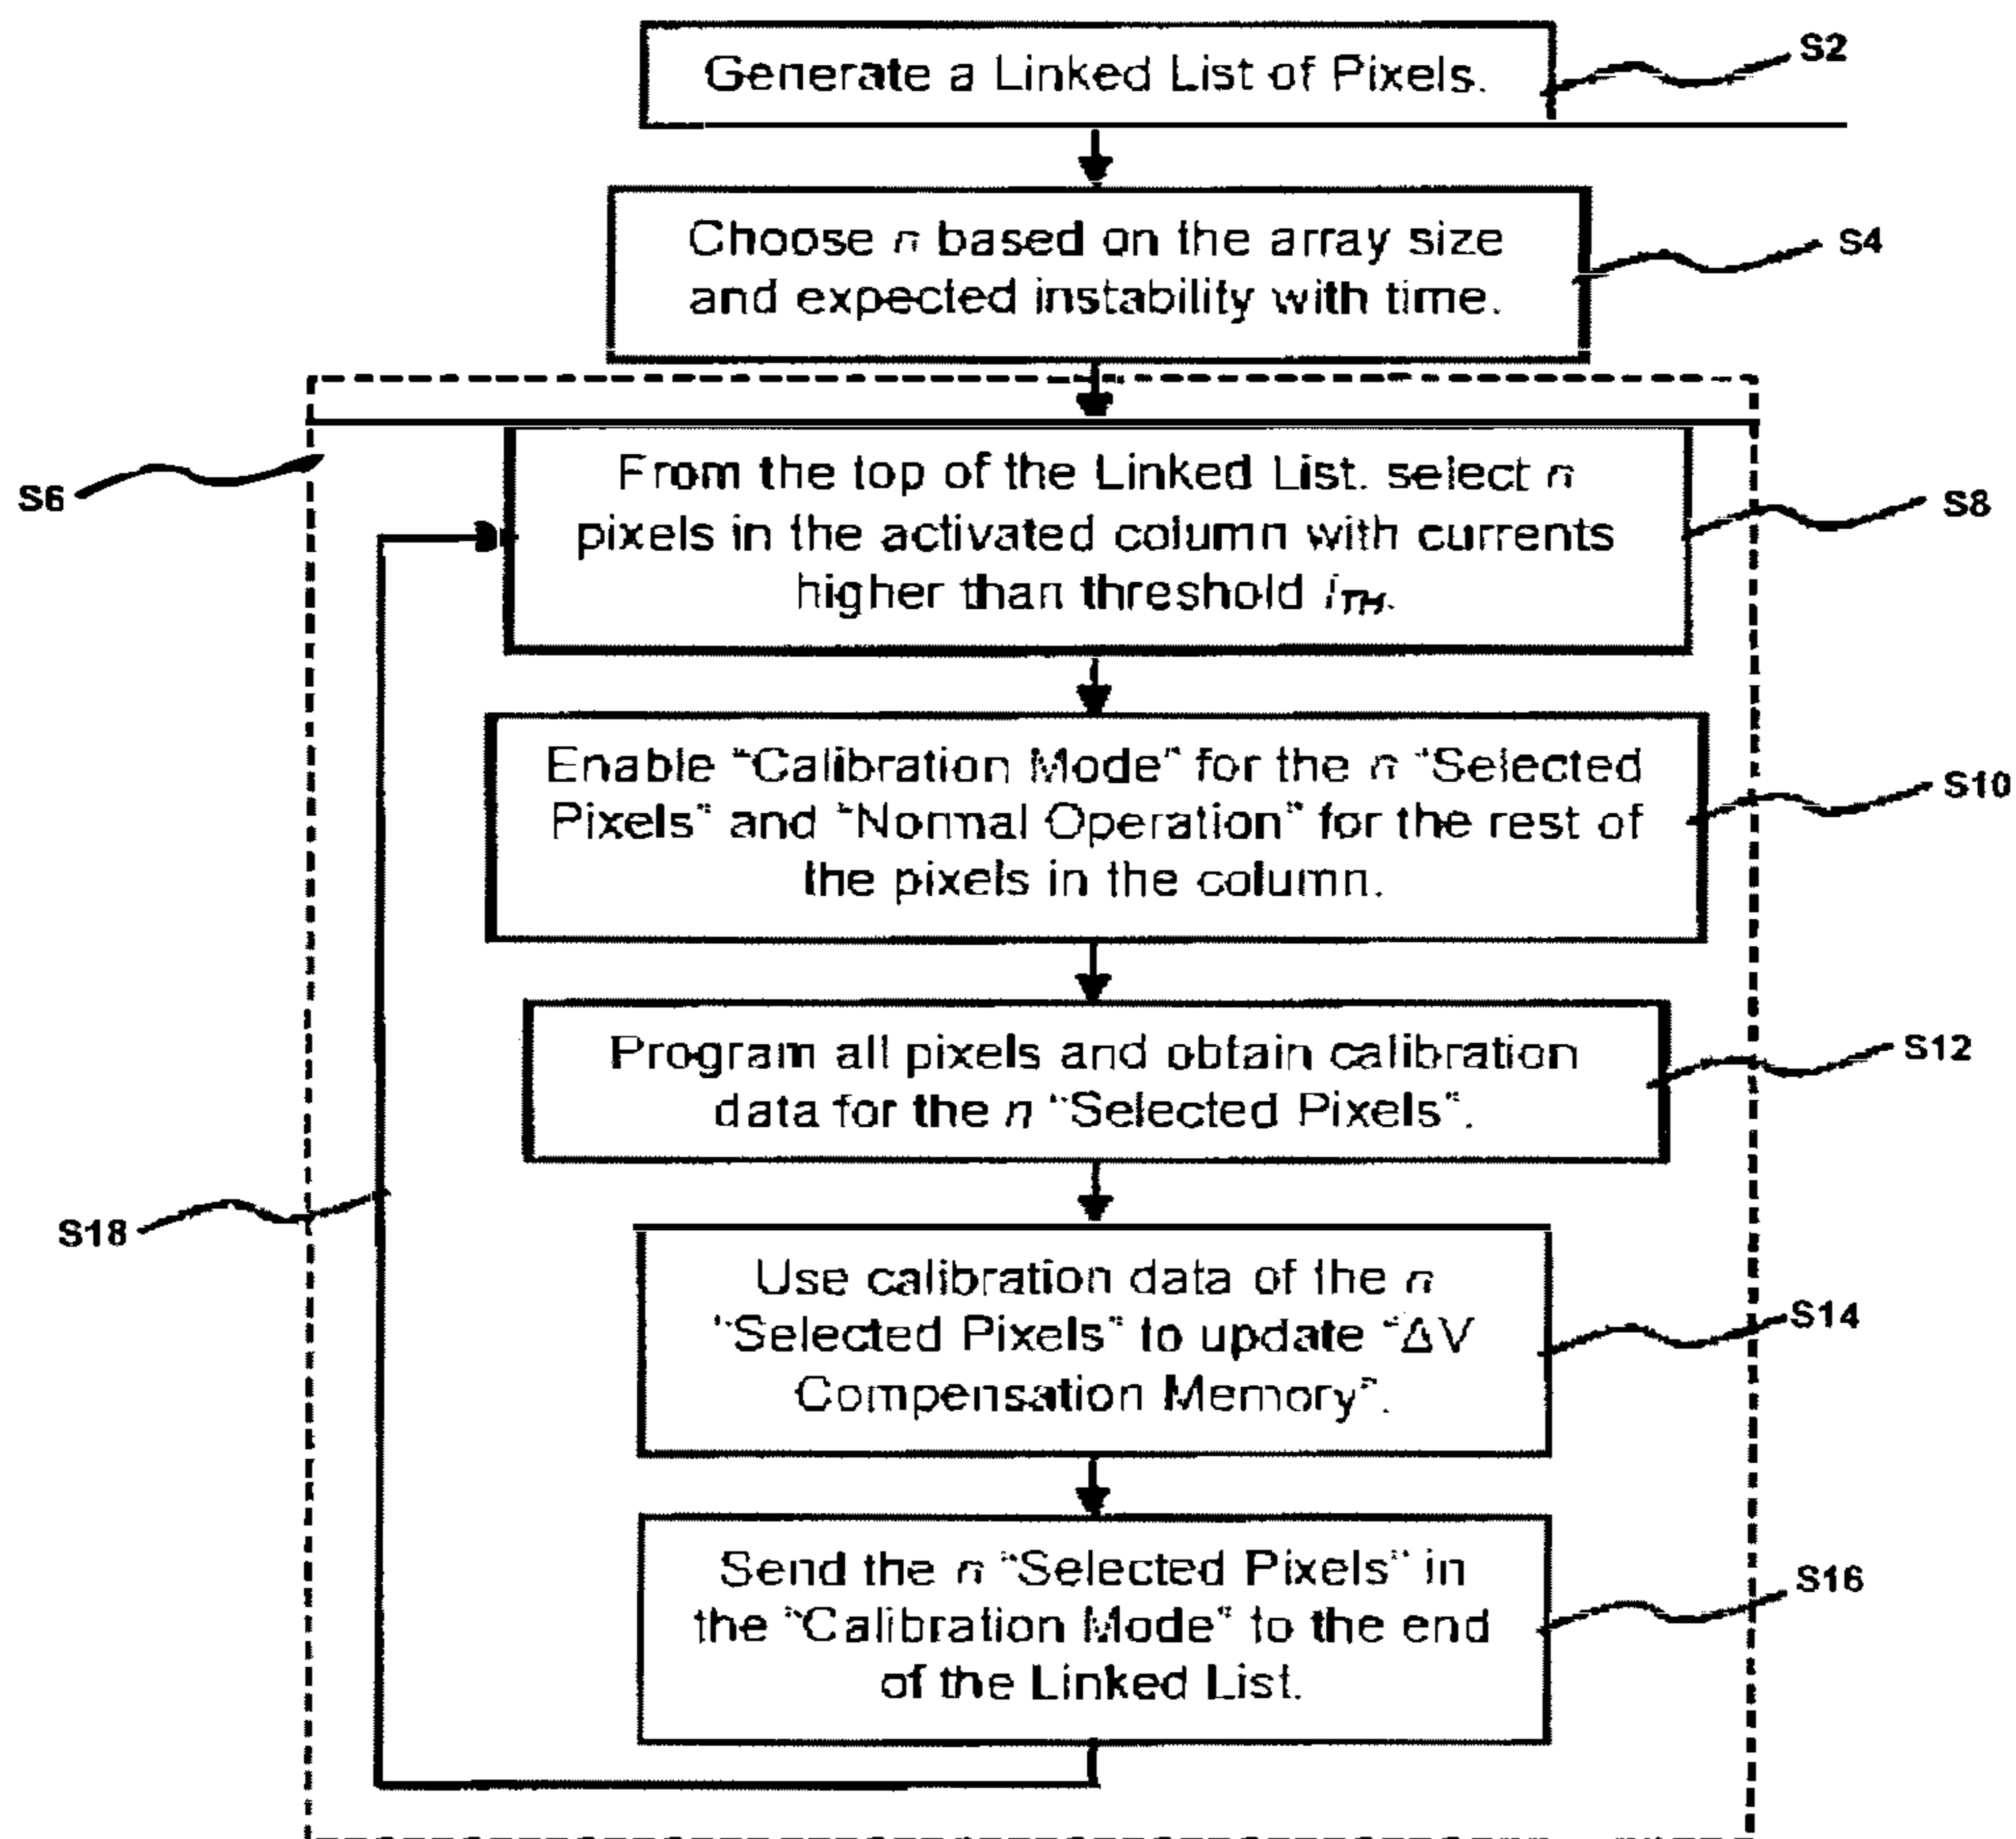 Generate a Linked List of Pixels.
S2
Choose n based on the array size
and expected instability with time.
S4
S6
From the top of the Linked List. select n
pixels in the activated column with currents
higher than threshold I_TH.
S8
Enable "Calibration Mode" for the n "Selected
Pixels" and "Normal Operation" for the rest of
the pixels in the column.
S10
Program all pixels and obtain calibration
data for the n "Selected Pixels".
S12
S18
Use calibration data of the n
"Selected Pixels" to update "ΔV
Compensation Memory".
S14
Send the n "Selected Pixels" in
the "Calibration Mode" to the end
of the Linked List.
S16